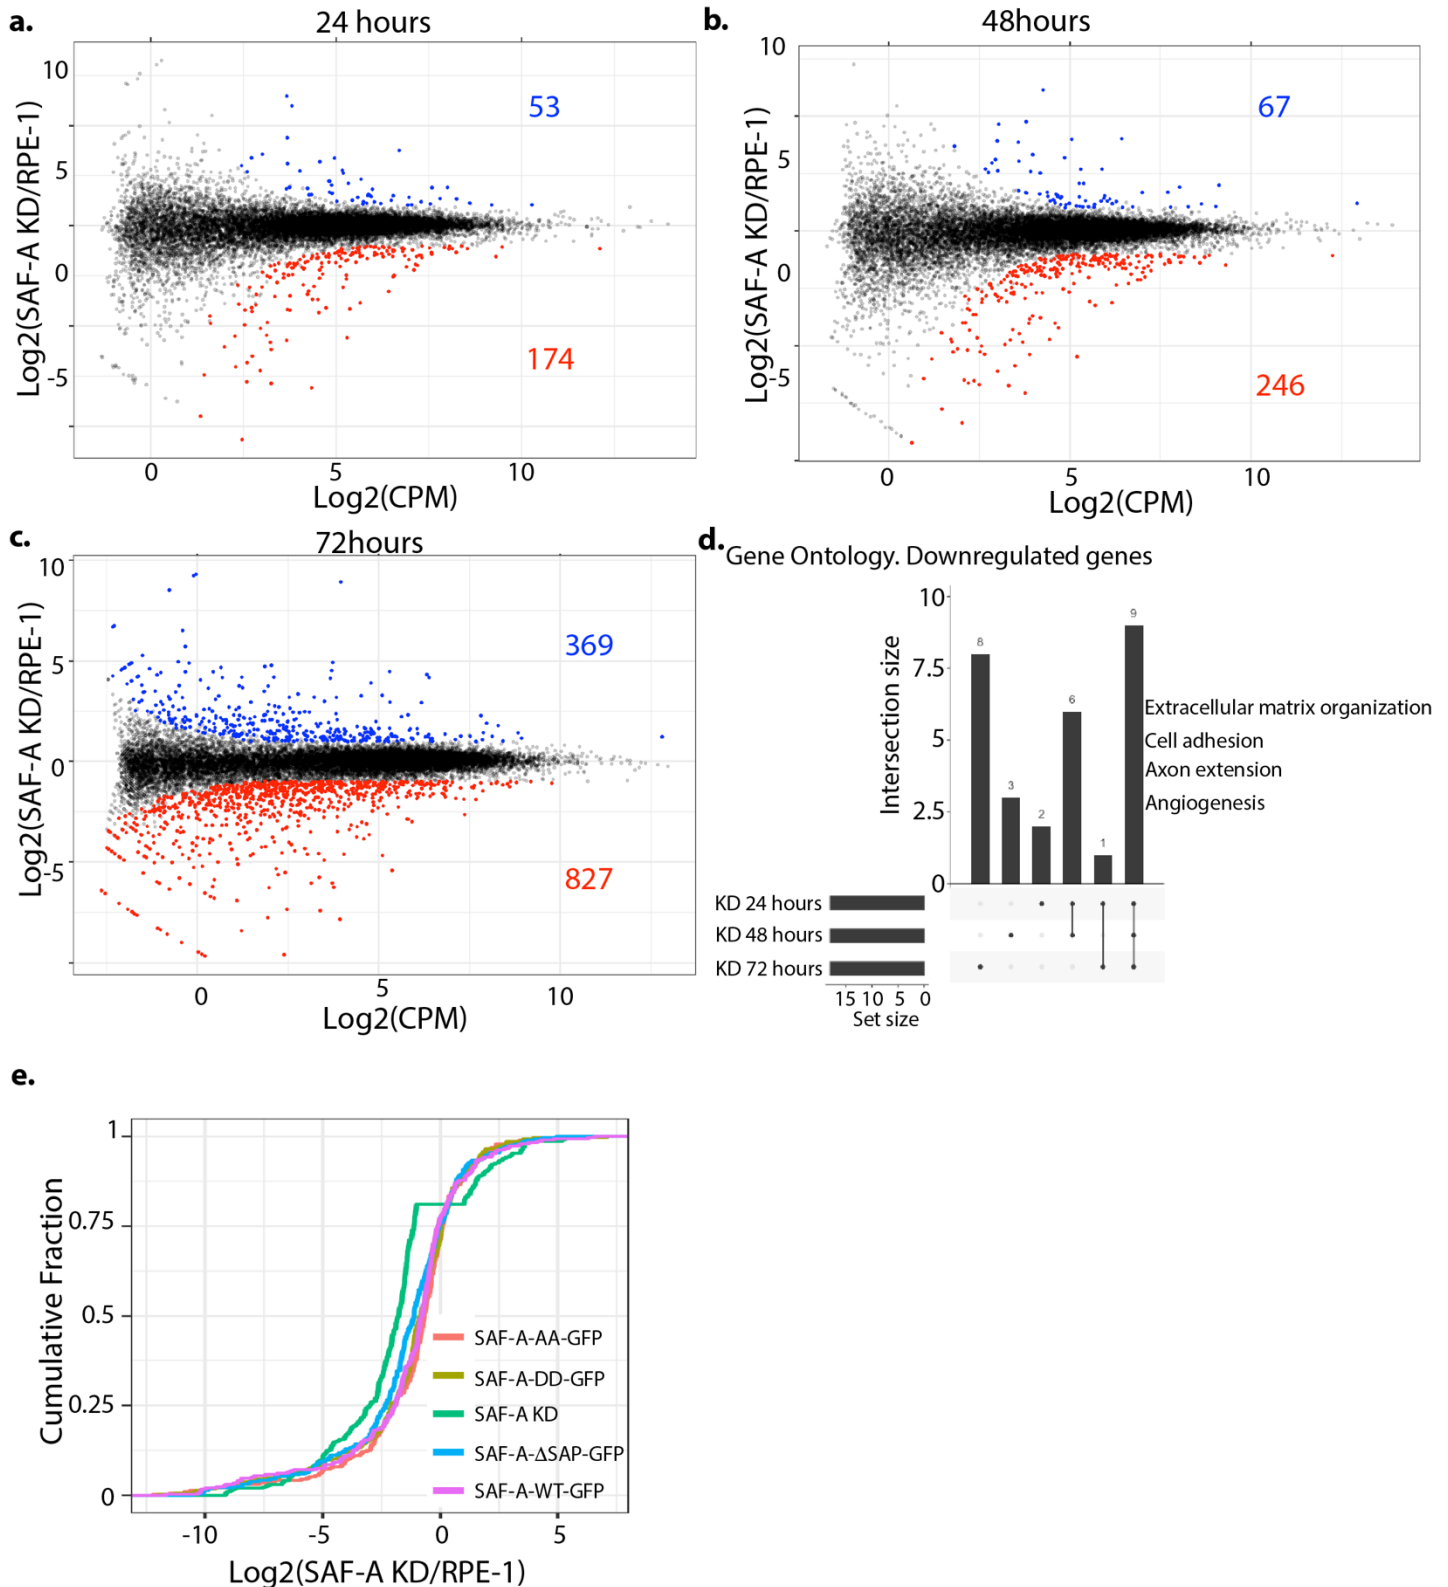 a.
24 hours
10
5
0
-5
Log2(SAF-A KD/RPE-1)
53
174
0
5
10
Log2(CPM)
b.
48hours
10
5
0
-5
Log2(SAF-A KD/RPE-1)
67
246
0
5
10
Log2(CPM)
c.
72hours
10
5
0
-5
Log2(SAF-A KD/RPE-1)
369
827
0
5
10
Log2(CPM)
d.
Gene Ontology. Downregulated genes
Intersection size
10
7.5
5
2.5
0
8
3
2
6
1
9
Extracellular matrix organization
Cell adhesion
Axon extension
Angiogenesis
KD 24 hours
KD 48 hours
KD 72 hours
15 10 5 0
Set size
e.
Cumulative Fraction
1
0.75
0.5
0.25
0
SAF-A-AA-GFP
SAF-A-DD-GFP
SAF-A KD
SAF-A-ΔSAP-GFP
SAF-A-WT-GFP
-10
-5
0
5
Log2(SAF-A KD/RPE-1)